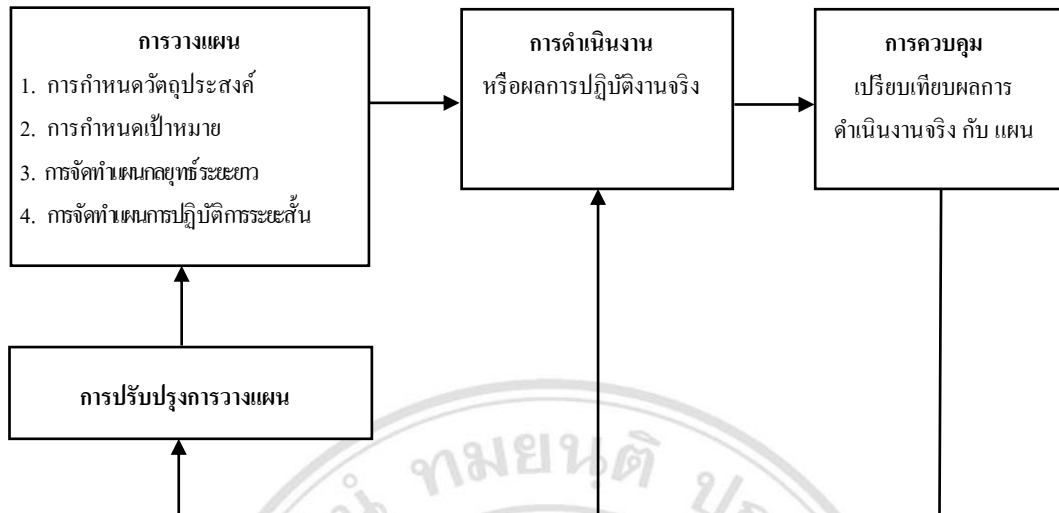 การวางแผน
1. การกำหนดวัตถุประสงค์
2. การกำหนดเป้าหมาย
3. การจัดทำแผนกลยุทธ์ระยะยาว
4. การจัดทำแผนการปฏิบัติการระยะสั้น
การดำเนินงาน
หรือผลการปฏิบัติงานจริง
การควบคุม
เปรียบเทียบผลการ
ดำเนินงานจริง กับ แผน
การปรับปรุงการวางแผน
ทมยนฺติ